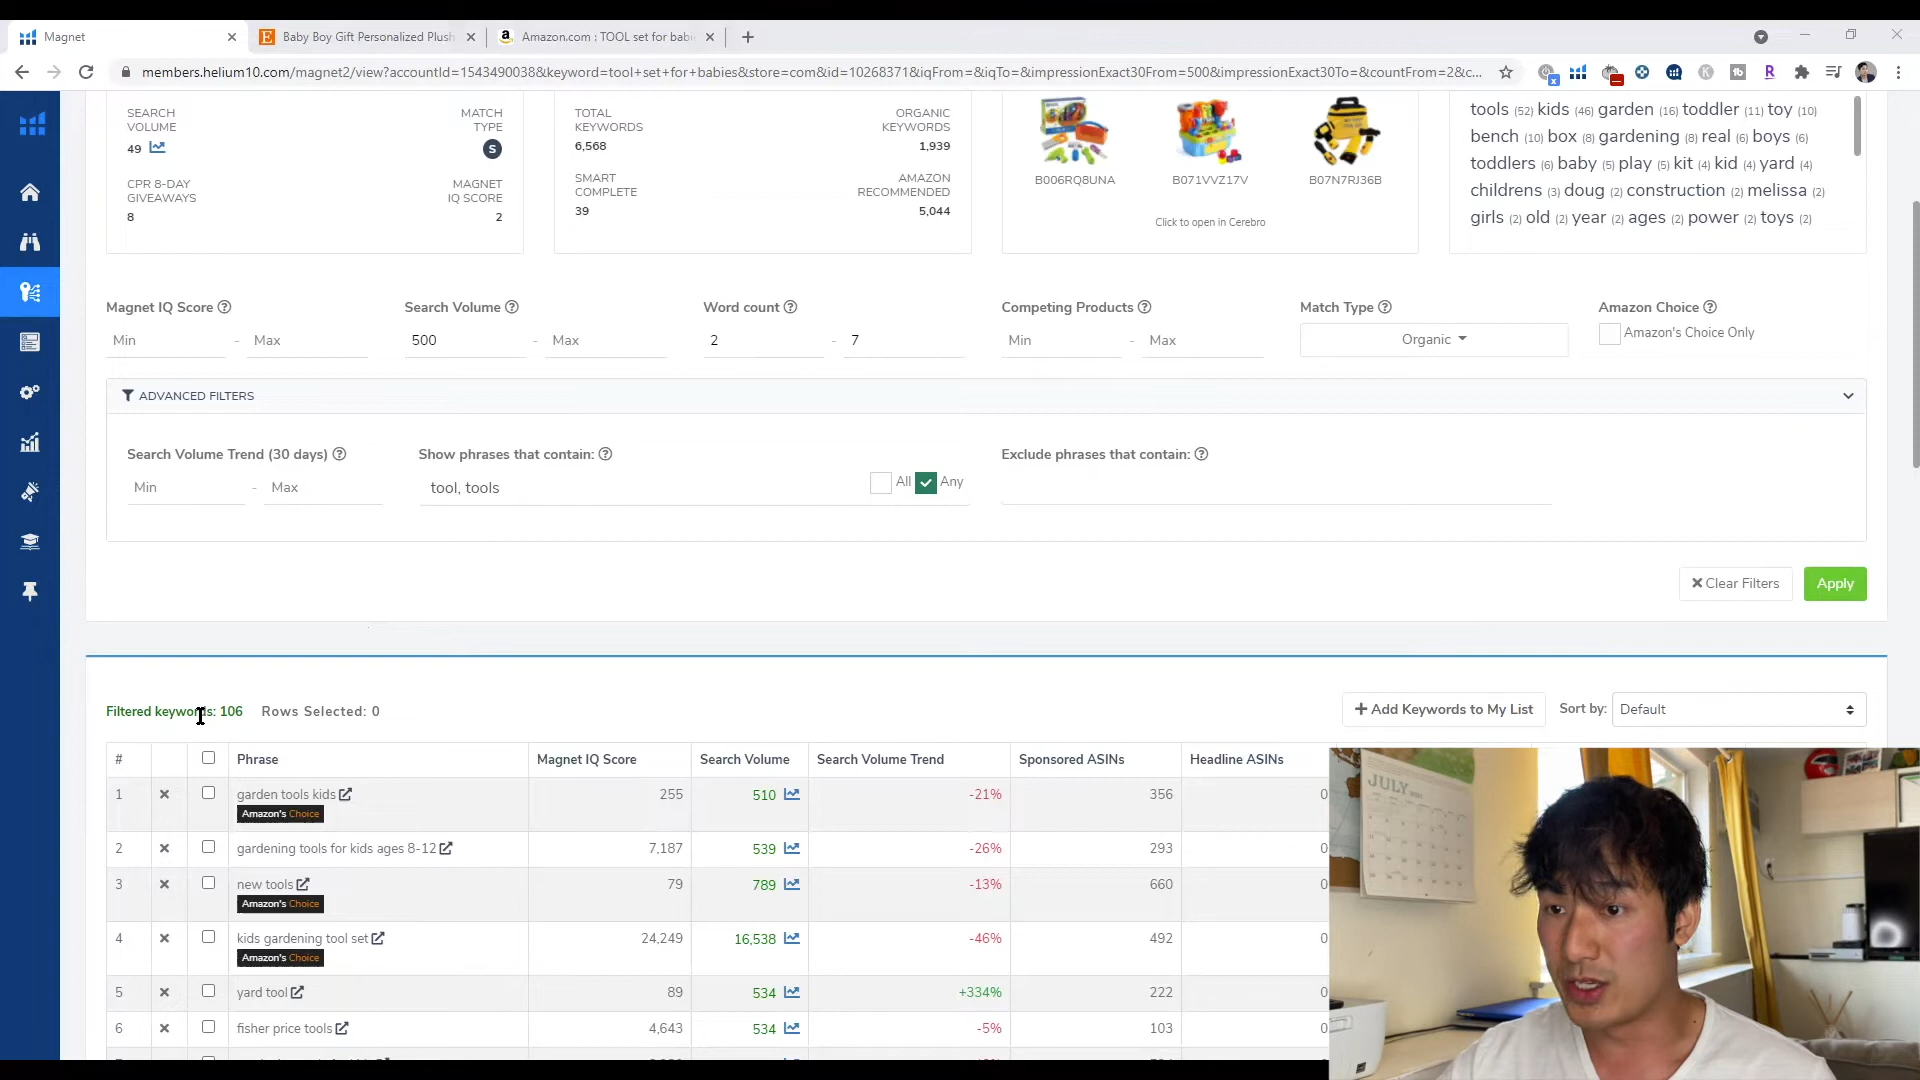 Magnet
Baby Boy Gift Personalized Plush
Amazon.com : TOOL set for babi
members.helium10.com/magnet2/view?accountId=1543490038&keyword=tool+set+for+babies&store=com&id=10268371&iqFrom=&iqTo=&impressionExact30From=500&impressionExact30To=&countFrom=2&c...
SEARCH VOLUME
49
MATCH TYPE
S
CPR 8-DAY GIVEAWAYS
8
MAGNET IQ SCORE
2
TOTAL KEYWORDS
6,568
ORGANIC KEYWORDS
1,939
SMART COMPLETE
39
AMAZON RECOMMENDED
5,044
B006RQ8UNA B071VVZ17V B07N7RJ36B
Click to open in Cerebro
tools (52) kids (46) garden (16) toddler (11) toy (10)
bench (10) box (8) gardening (8) real (6) boys (6)
toddlers (6) baby (5) play (5) kit (4) kid (4) yard (4)
childrens (3) doug (2) construction (2) melissa (2)
girls (2) old (2) year (2) ages (2) power (2) toys (2)
Magnet IQ Score Search Volume Word count Competing Products Match Type Amazon Choice
Min - Max 500 - Max 2 - 7 Min - Max Organic Amazon's Choice Only
ADVANCED FILTERS
Search Volume Trend (30 days) Show phrases that contain: Exclude phrases that contain:
Min - Max tool, tools All Any
Clear Filters Apply
Filtered keywords: 106 Rows Selected: 0
Add Keywords to My List Sort by: Default
# Phrase Magnet IQ Score Search Volume Search Volume Trend Sponsored ASINs Headline ASINs
1 garden tools kids 255 510 -21% 356 0
Amazon's Choice
2 gardening tools for kids ages 8-12 7,187 539 -26% 293 0
3 new tools 79 789 -13% 660 0
Amazon's Choice
4 kids gardening tool set 24,249 16,538 -46% 492 0
Amazon's Choice
5 yard tool 89 534 +334% 222 0
6 fisher price tools 4,643 534 -5% 103 0
JULY